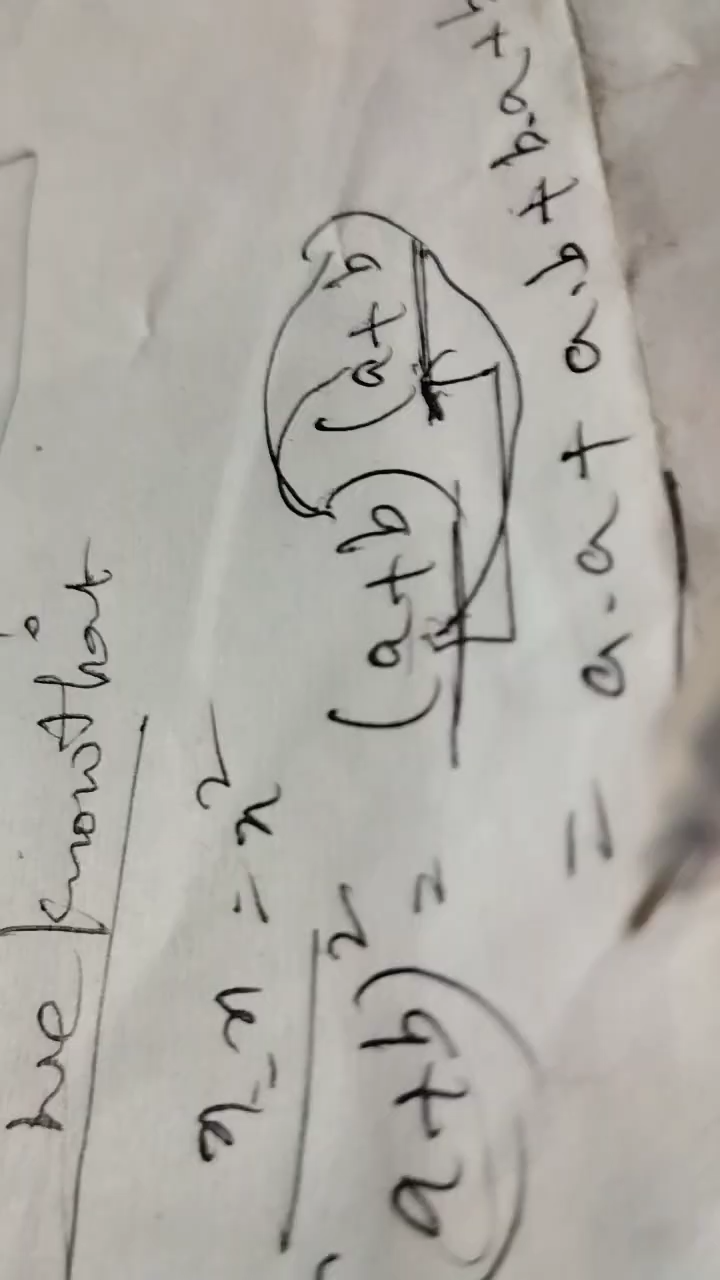 we know that
x·x = x²
(a+b)² = (a+b) (a+b)
= a·a + a·b + b·a +